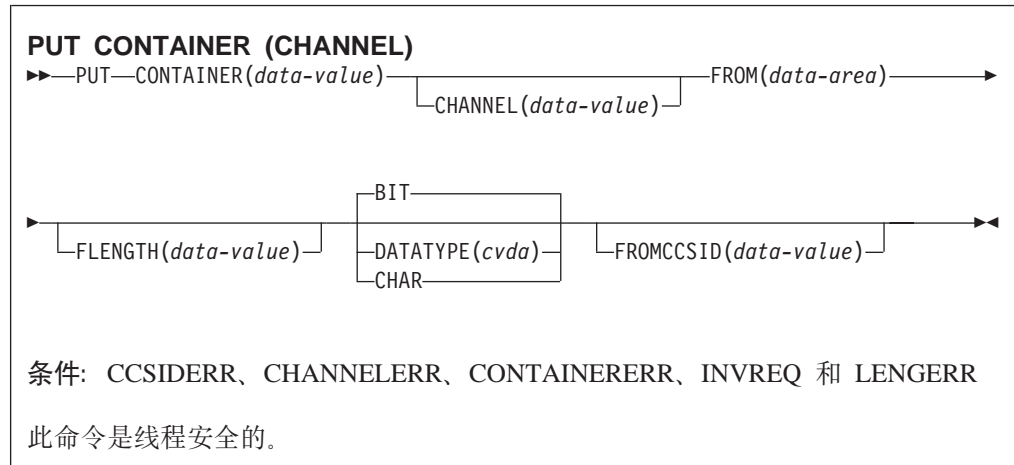 PUT CONTAINER (CHANNEL)
PUT CONTAINER(data-value) FROM(data-area)
CHANNEL(data-value)
BIT
FLENGTH(data-value) DATATYPE(cvda) FROMCCSID(data-value)
CHAR
条件: CCSIDERR、CHANNELERR、CONTAINERERR、INVREQ 和 LENGERR
此命令是线程安全的。